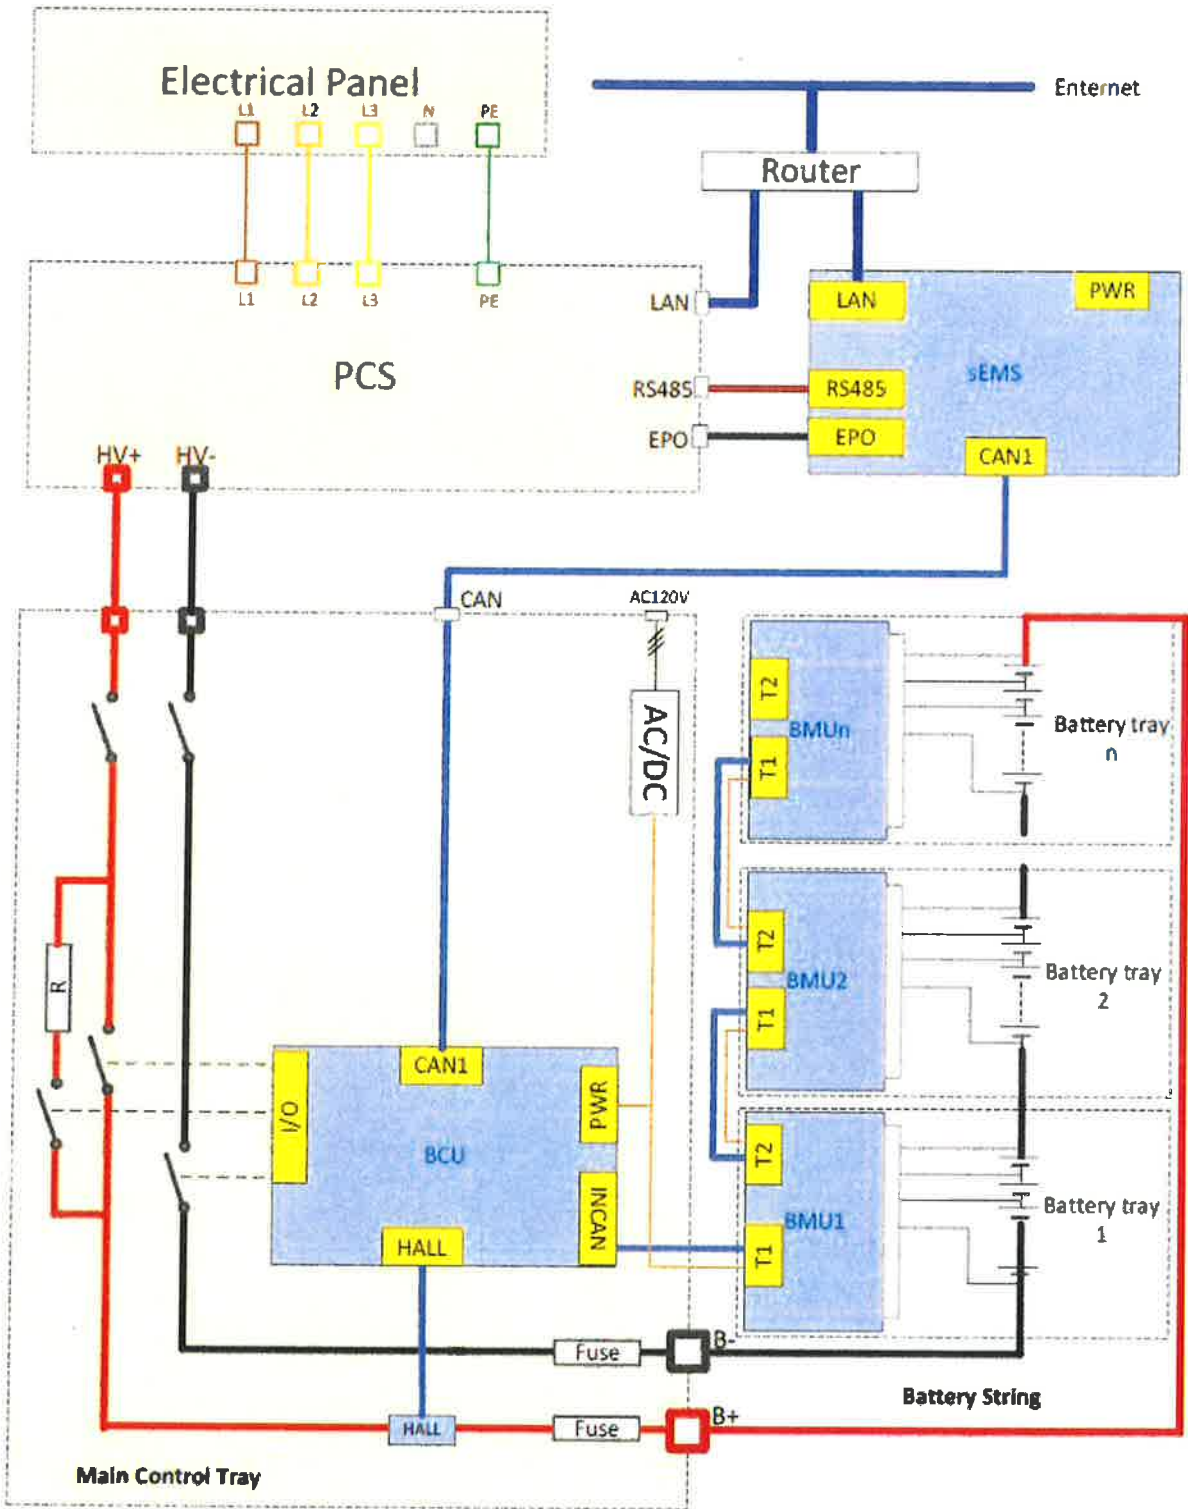 Electrical Panel
L1 L2 L3 N PE
Enternet
Router
L1 L2 L3 PE
PCS
LAN
RS485
EPO
HV+ HV-
LAN
PWR
sEMS
RS485
EPO
CAN1
CAN
AC120V
AC/DC
R
I/O
CAN1
PWR
BCU
INCAN
HALL
T2
BMUn
T1
Battery tray
n
T2
BMU2
T1
Battery tray
2
T2
BMU1
T1
Battery tray
1
Fuse
B-
Battery String
HALL
Fuse
B+
Main Control Tray